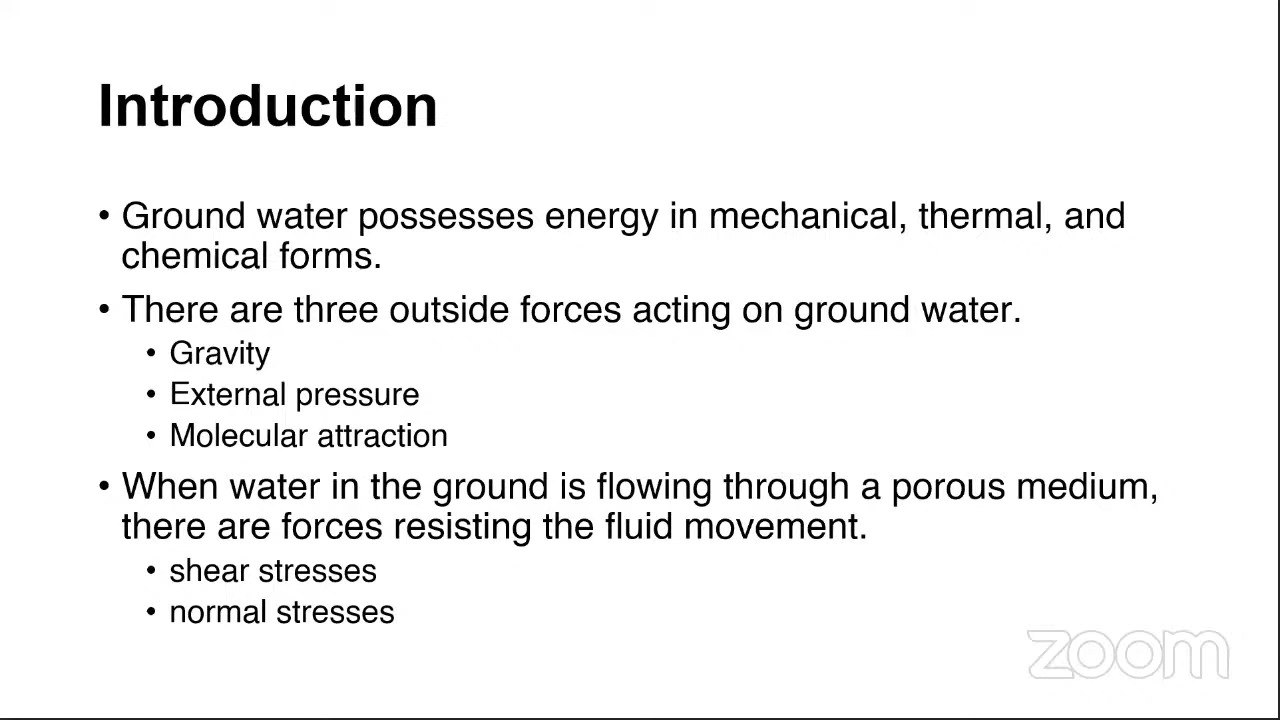 Introduction
• Ground water possesses energy in mechanical, thermal, and
chemical forms.
• There are three outside forces acting on ground water.
• Gravity
• External pressure
• Molecular attraction
• When water in the ground is flowing through a porous medium,
there are forces resisting the fluid movement.
• shear stresses
• normal stresses
zoom